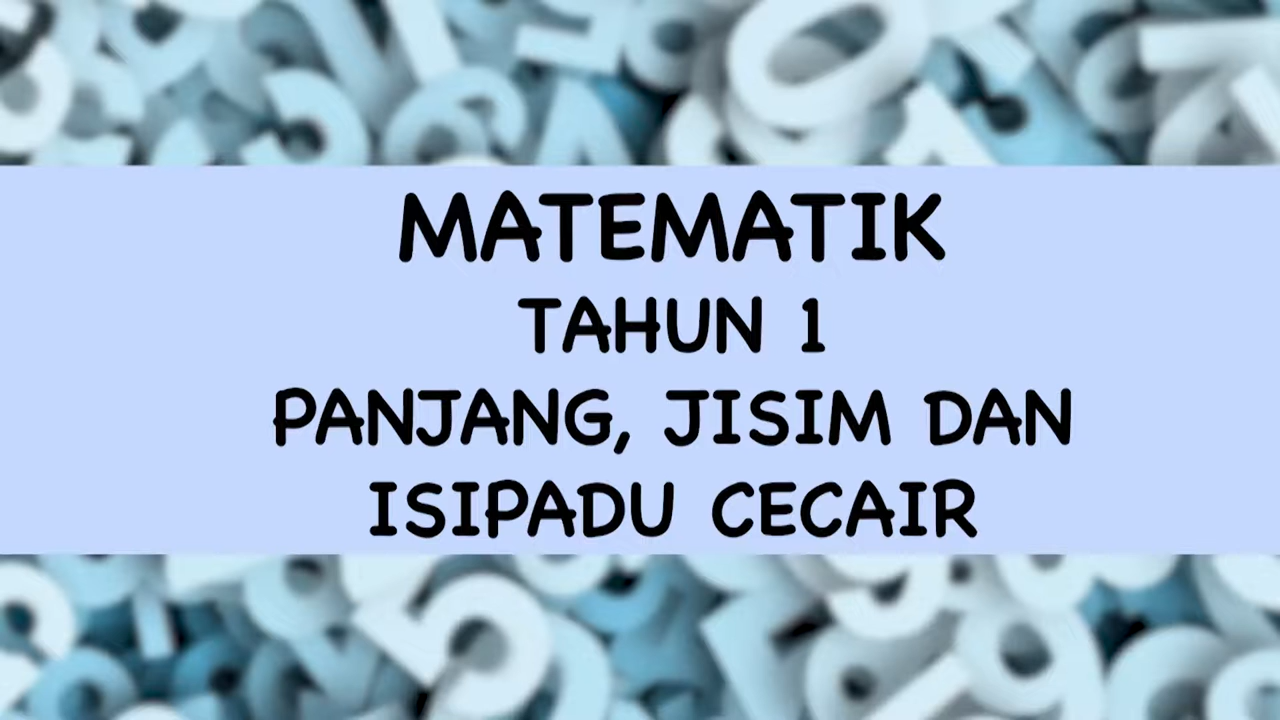 MATEMATIK
TAHUN 1
PANJANG, JISIM DAN
ISIPADU CECAIR